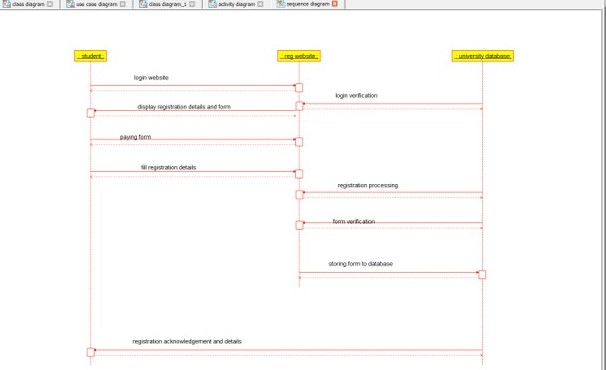 class diagram
use case diagram
class diagram_1
activity diagram
sequence diagram
: student:
: reg website:
: university database:
login website
login verification
display registration details and form
paying form
fill registration details
registration processing
form verification
storing form to database
registration acknowledgement and details